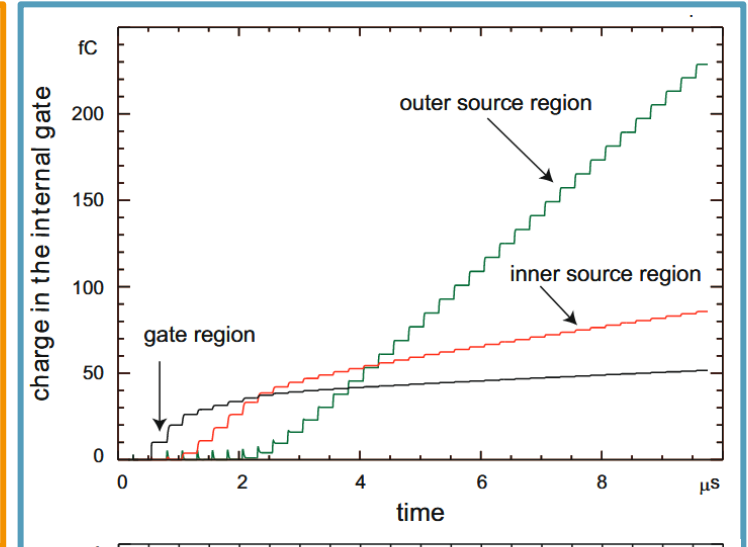 fC
200
150
100
50
0
charge in the internal gate
outer source region
inner source region
gate region
0 2 4 6 8 μs
time